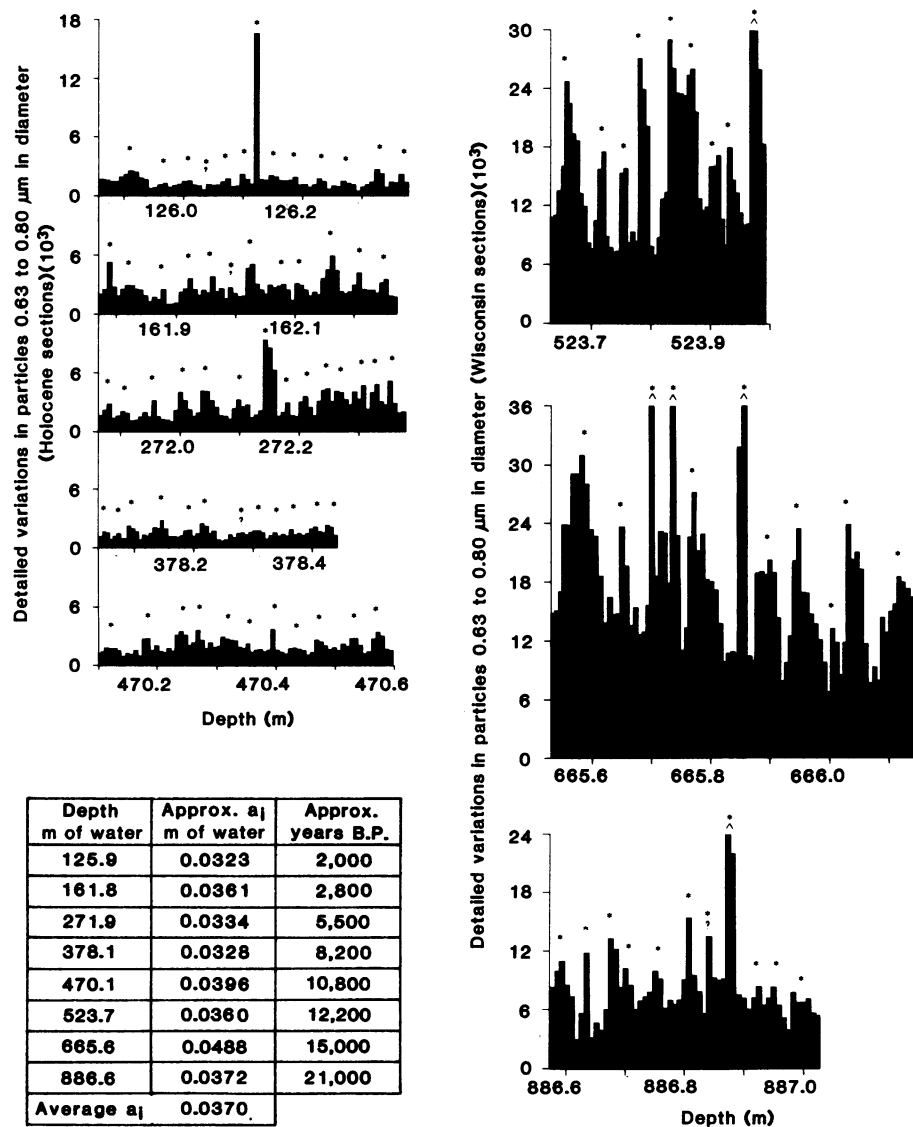 Detailed variations in particles 0.63 to 0.80 µm in diameter
(Holocene sections)(10³)
18
12
6
0
126.0 126.2
6
0
161.9 162.1
6
0
272.0 272.2
6
0
378.2 378.4
6
0
470.2 470.4 470.6
Depth (m)
Depth m of water | Approx. aᵢ m of water | Approx. years B.P.
125.9 0.0323 2,000
161.8 0.0361 2,800
271.9 0.0334 5,500
378.1 0.0328 8,200
470.1 0.0396 10,800
523.7 0.0360 12,200
665.6 0.0488 15,000
886.6 0.0372 21,000
Average aᵢ 0.0370
Detailed variations in particles 0.63 to 0.80 µm in diameter (Wisconsin sections)(10³)
30
24
18
12
6
0
523.7 523.9
36
30
24
18
12
6
0
665.6 665.8 666.0
24
18
12
6
0
886.6 886.8 887.0
Depth (m)